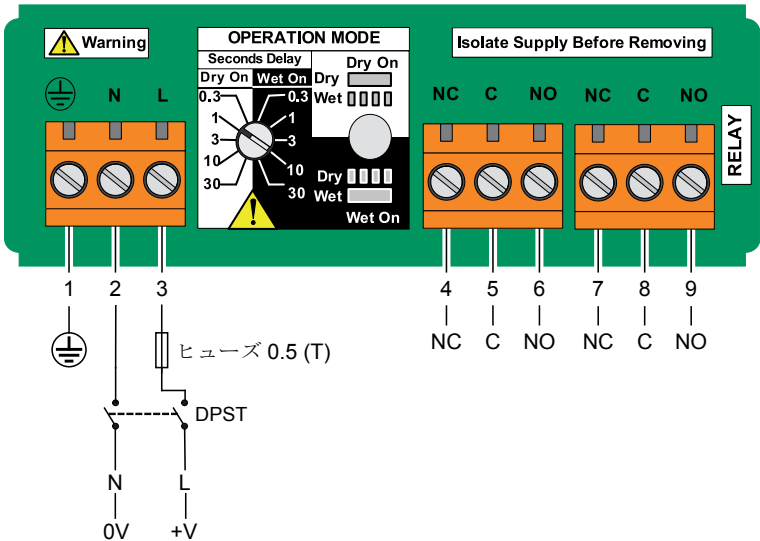 Warning
OPERATION MODE
Isolate Supply Before Removing
Seconds Delay
Dry On Wet On
Dry On
Dry
Wet
0.3 0.3
1 1
3 3
10 10
30 30
Dry
Wet
Wet On
N L
NC C NO NC C NO
RELAY
1 2 3 4 5 6 7 8 9
NC C NO NC C NO
ヒューズ 0.5 (T)
DPST
N L
0V +V